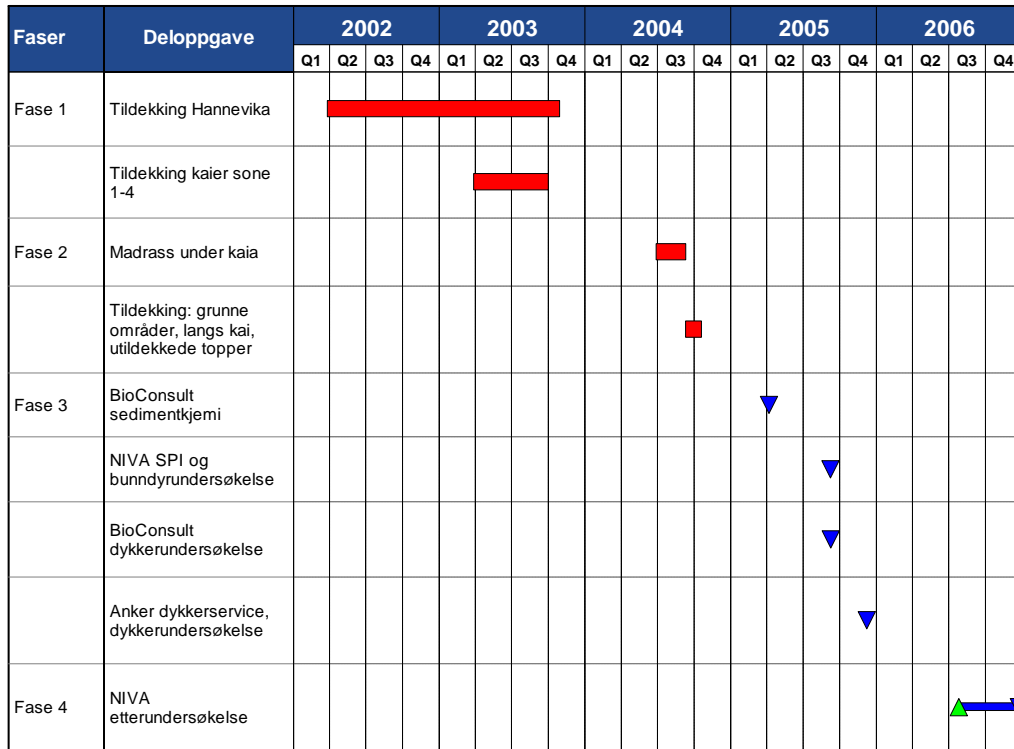 Faser Deloppgave 2002 2003 2004 2005 2006
Q1 Q2 Q3 Q4 Q1 Q2 Q3 Q4 Q1 Q2 Q3 Q4 Q1 Q2 Q3 Q4 Q1 Q2 Q3 Q4
Fase 1 Tildekking Hannevika
Tildekking kaier sone
1-4
Fase 2 Madrass under kaia
Tildekking: grunne
områder, langs kai,
utildekkede topper
Fase 3 BioConsult
sedimentkjemi
NIVA SPI og
bunndyrundersøkelse
BioConsult
dykkerundersøkelse
Anker dykkerservice,
dykkerundersøkelse
Fase 4 NIVA
etterundersøkelse